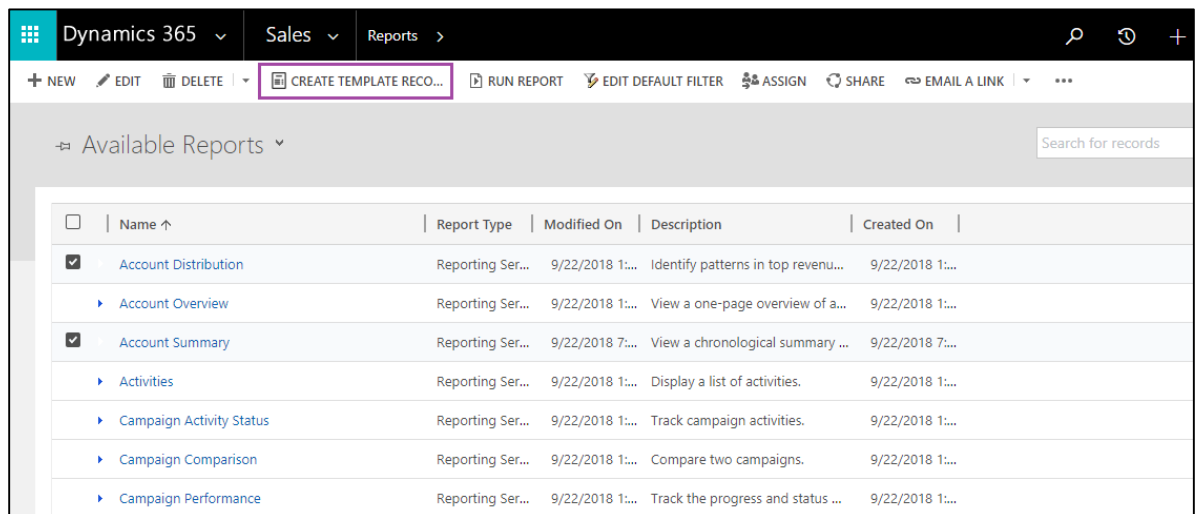 Dynamics 365 Sales Reports
NEW EDIT DELETE CREATE TEMPLATE RECO... RUN REPORT EDIT DEFAULT FILTER ASSIGN SHARE EMAIL A LINK
Available Reports Search for records
Name Report Type Modified On Description Created On
Account Distribution Reporting Ser... 9/22/2018 1:... Identify patterns in top revenu... 9/22/2018 1:...
Account Overview Reporting Ser... 9/22/2018 1:... View a one-page overview of a... 9/22/2018 1:...
Account Summary Reporting Ser... 9/22/2018 7:... View a chronological summary ... 9/22/2018 7:...
Activities Reporting Ser... 9/22/2018 1:... Display a list of activities. 9/22/2018 1:...
Campaign Activity Status Reporting Ser... 9/22/2018 1:... Track campaign activities. 9/22/2018 1:...
Campaign Comparison Reporting Ser... 9/22/2018 1:... Compare two campaigns. 9/22/2018 1:...
Campaign Performance Reporting Ser... 9/22/2018 1:... Track the progress and status ... 9/22/2018 1:...